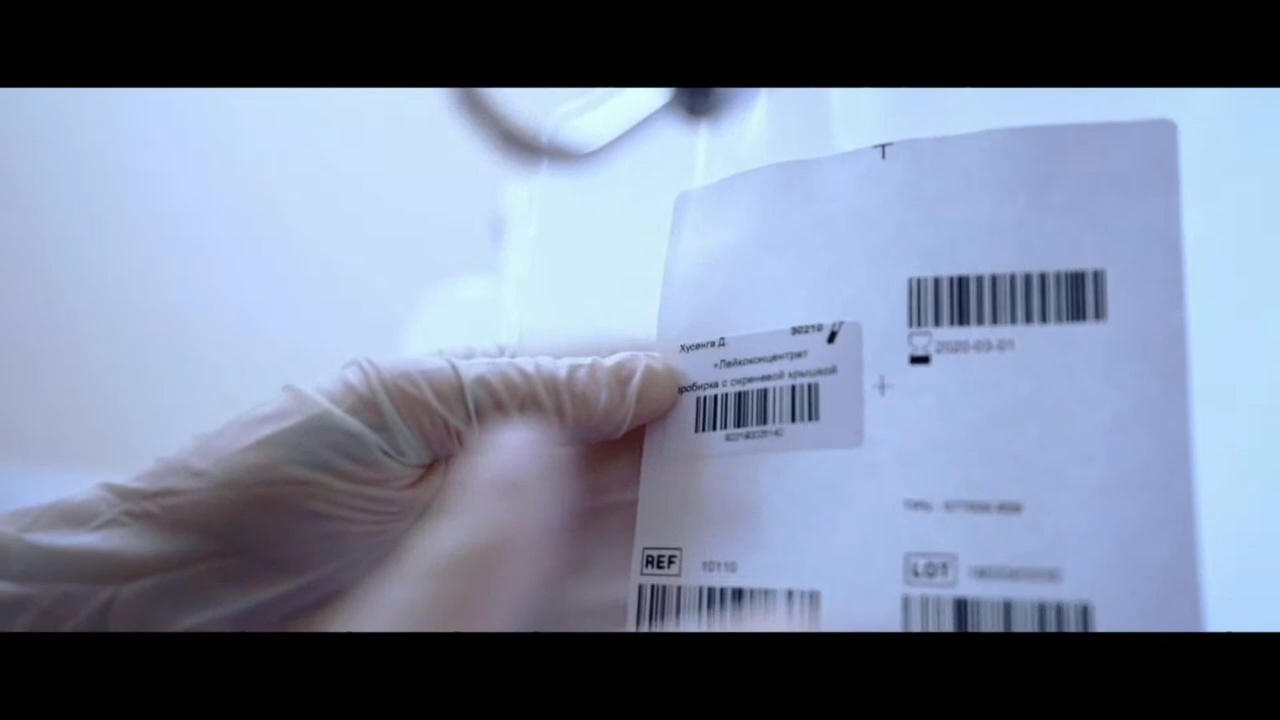 30210
Хусенга Д.
+Лейкоконцентрат
пробирка с сиреневой крышкой
2020-03-01
REF 10110
LOT